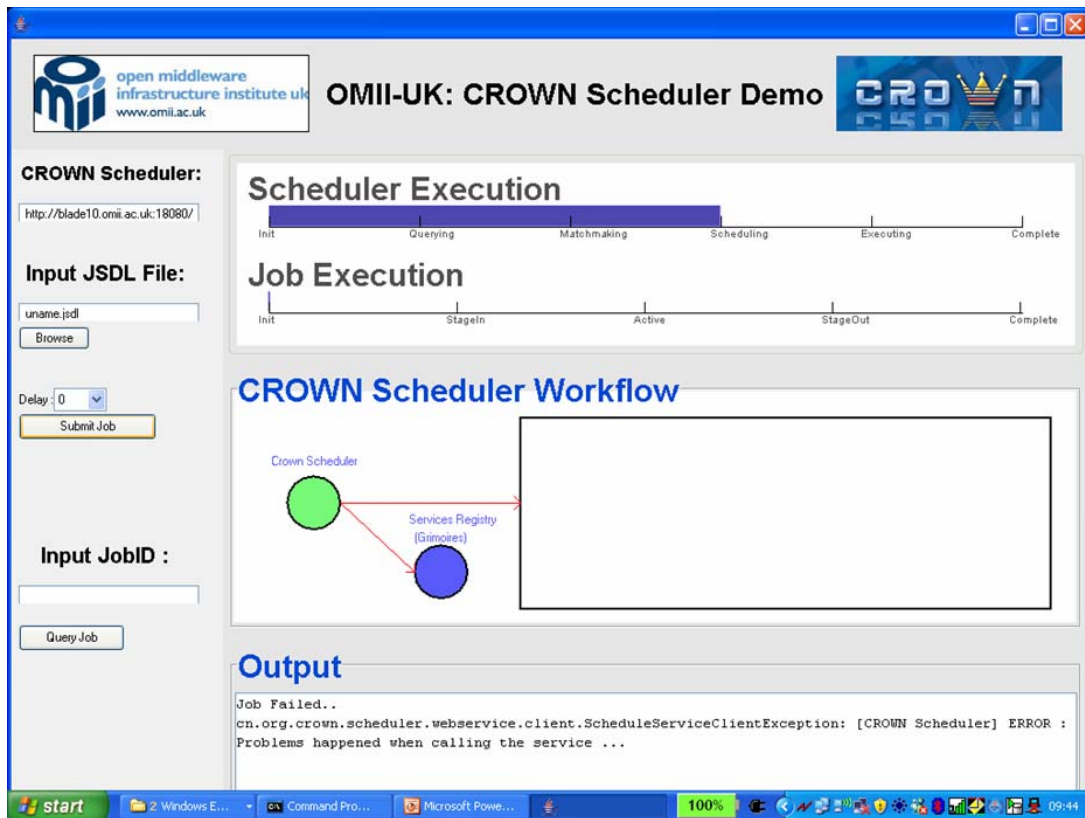 open middleware
infrastructure institute uk
www.omii.ac.uk
omii
OMII-UK: CROWN Scheduler Demo
CROWN
CROWN Scheduler:
http://blade10.omii.ac.uk:18080/
Input JSDL File:
uname.jsdl
Browse
Delay : 0
Submit Job
Input JobID :
Query Job
Scheduler Execution
Init Querying Matchmaking Scheduling Executing Complete
Job Execution
Init StageIn Active StageOut Complete
CROWN Scheduler Workflow
Crown Scheduler
Services Registry
(Grimoires)
Output
Job Failed..
cn.org.crown.scheduler.webservice.client.ScheduleServiceClientException: [CROWN Scheduler] ERROR :
Problems happened when calling the service ...
start
2 Windows E...
Command Pro...
Microsoft Powe...
100%
09:44